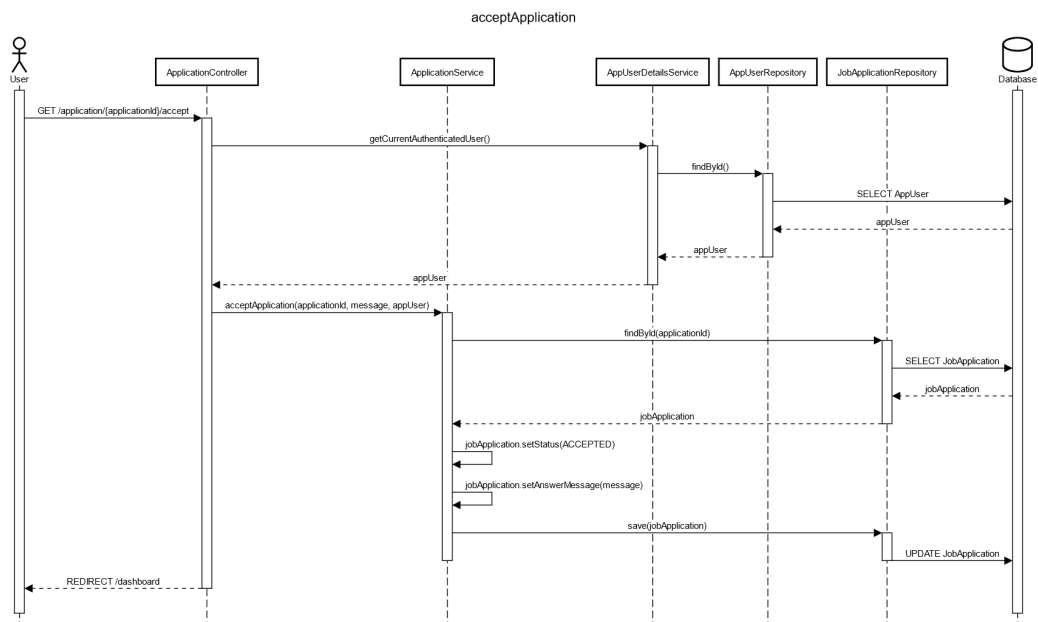 acceptApplication
User
ApplicationController
ApplicationService
AppUserDetailsService
AppUserRepository
JobApplicationRepository
Database
GET /application/{applicationId}/accept
getCurrentAuthenticatedUser()
findById()
SELECT AppUser
appUser
appUser
appUser
acceptApplication(applicationId, message, appUser)
findById(applicationId)
SELECT JobApplication
jobApplication
jobApplication
jobApplication.setStatus(ACCEPTED)
jobApplication.setAnswerMessage(message)
save(jobApplication)
UPDATE JobApplication
REDIRECT /dashboard